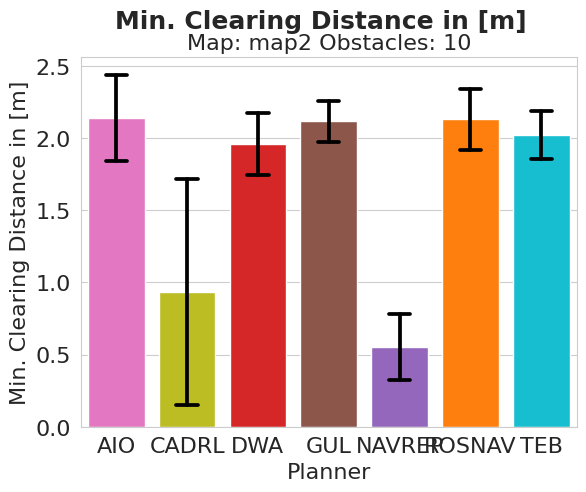 Min. Clearing Distance in [m]
Map: map2 Obstacles: 10
Min. Clearing Distance in [m]
2.5
2.0
1.5
1.0
0.5
0.0
AIO CADRL DWA GUL NAVREP ROSNAV TEB
Planner